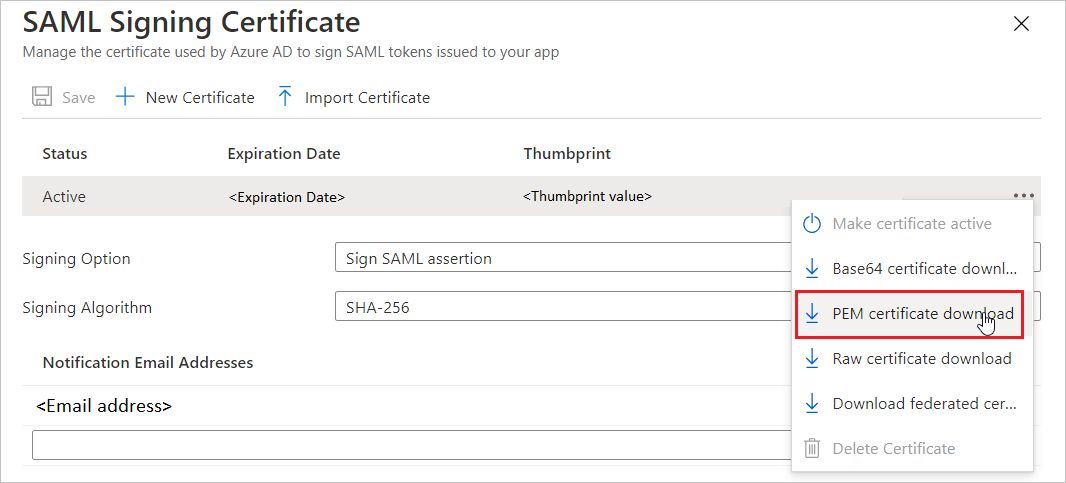 SAML Signing Certificate
Manage the certificate used by Azure AD to sign SAML tokens issued to your app
Save New Certificate Import Certificate
Status Expiration Date Thumbprint
Active <Expiration Date> <Thumbprint value>
Make certificate active
Signing Option Sign SAML assertion
Base64 certificate downl...
Signing Algorithm SHA-256
PEM certificate download
Notification Email Addresses
Raw certificate download
<Email address>
Download federated cer...
Delete Certificate